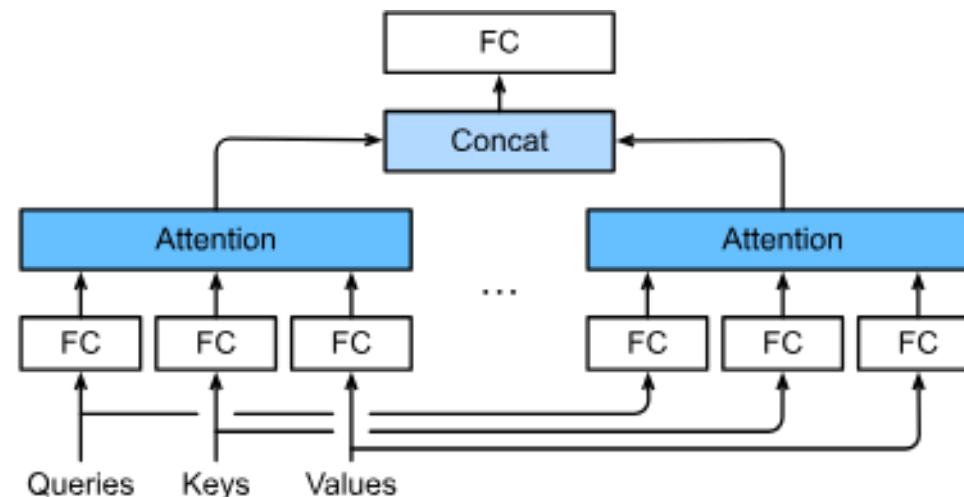 FC
Concat
Attention Attention
...
FC FC FC FC FC FC
Queries Keys Values